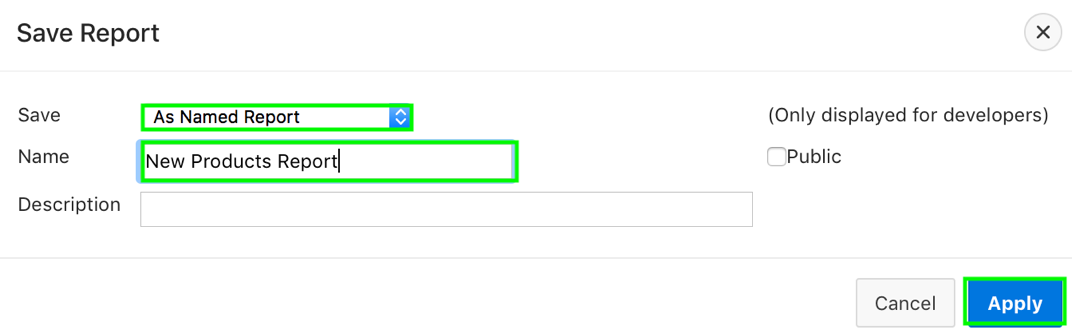 Save Report
Save As Named Report (Only displayed for developers)
Name New Products Report Public
Description
Cancel Apply